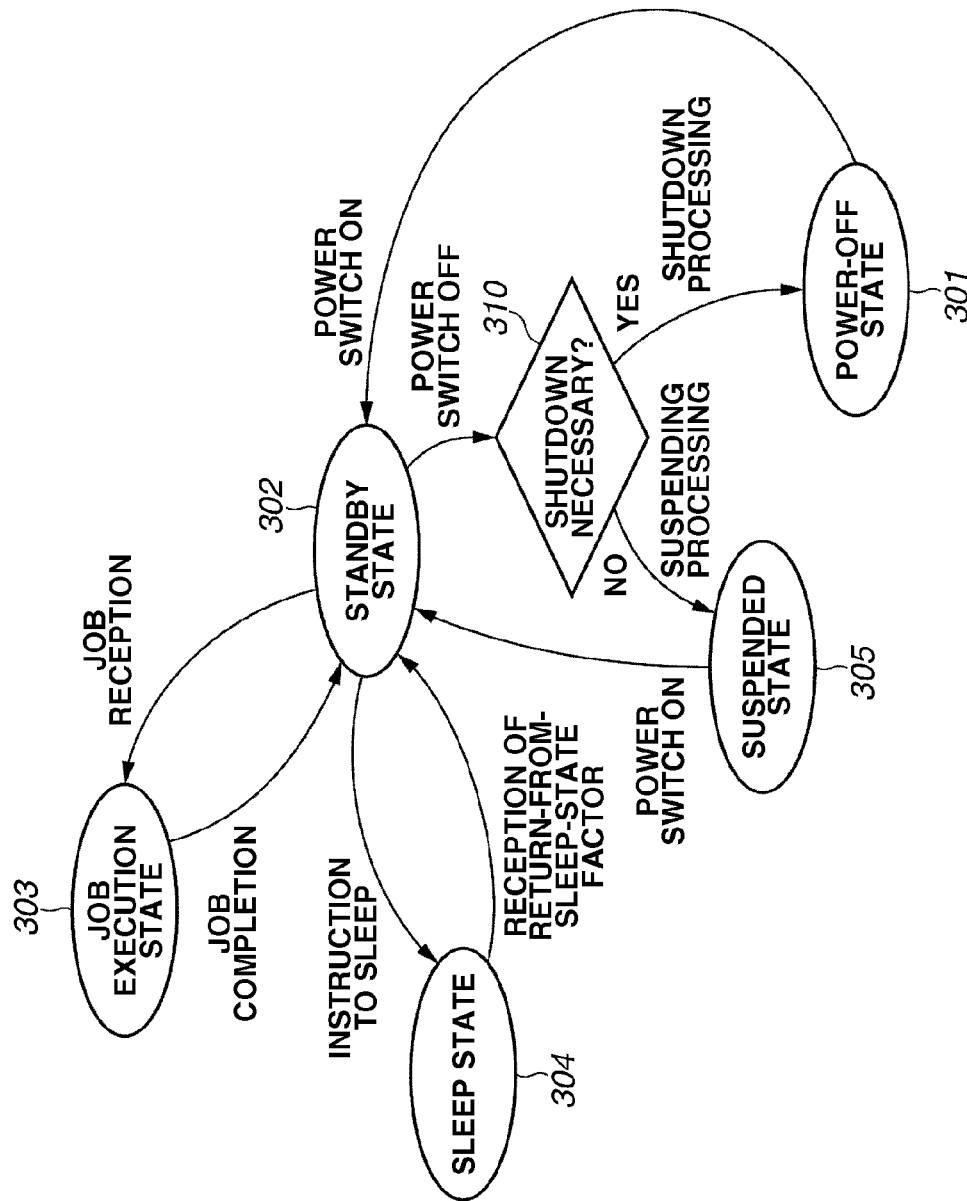 303
JOB
EXECUTION
STATE
JOB
RECEPTION
JOB
COMPLETION
302
STANDBY
STATE
POWER
SWITCH ON
INSTRUCTION
TO SLEEP
SLEEP STATE
304
RECEPTION OF
RETURN-FROM-
SLEEP-STATE
FACTOR
POWER
SWITCH OFF
310
SHUTDOWN
NECESSARY?
NO
YES
SUSPENDING
PROCESSING
SHUTDOWN
PROCESSING
POWER
SWITCH ON
SUSPENDED
STATE
305
POWER-OFF
STATE
301